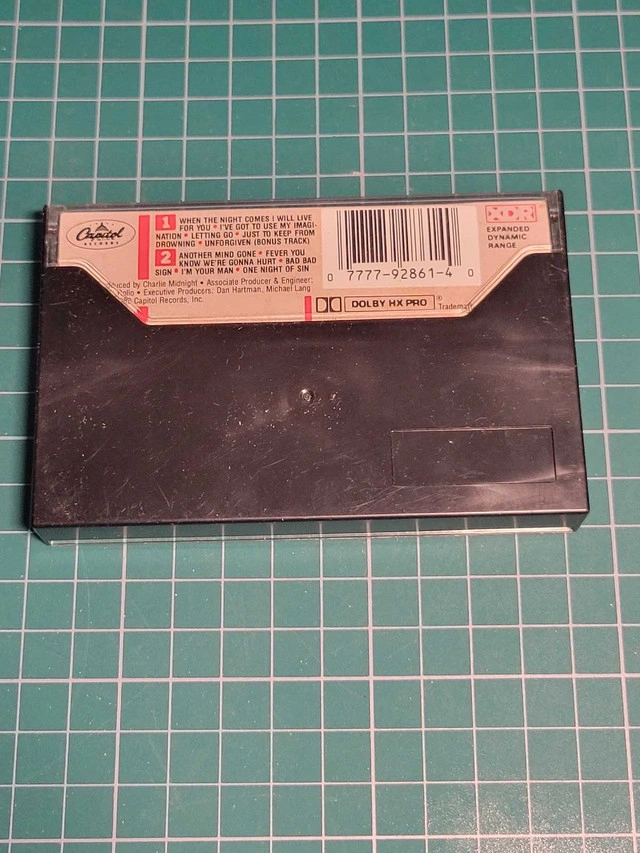 Capitol
RECORDS
1 WHEN THE NIGHT COMES I WILL LIVE
FOR YOU • I'VE GOT TO USE MY IMAGI-
NATION • LETTING GO • JUST TO KEEP FROM
DROWNING • UNFORGIVEN (BONUS TRACK)
2 ANOTHER MIND GONE • FEVER YOU
KNOW WE'RE GONNA HURT • BAD BAD
SIGN • I'M YOUR MAN • ONE NIGHT OF SIN
by Charlie Midnight • Associate Producer & Engineer:
• Executive Producers: Dan Hartman, Michael Lang
Capitol Records, Inc.
0 7777-92861-4 0
DOLBY HX PRO ®
Trademark
XDR
EXPANDED
DYNAMIC
RANGE